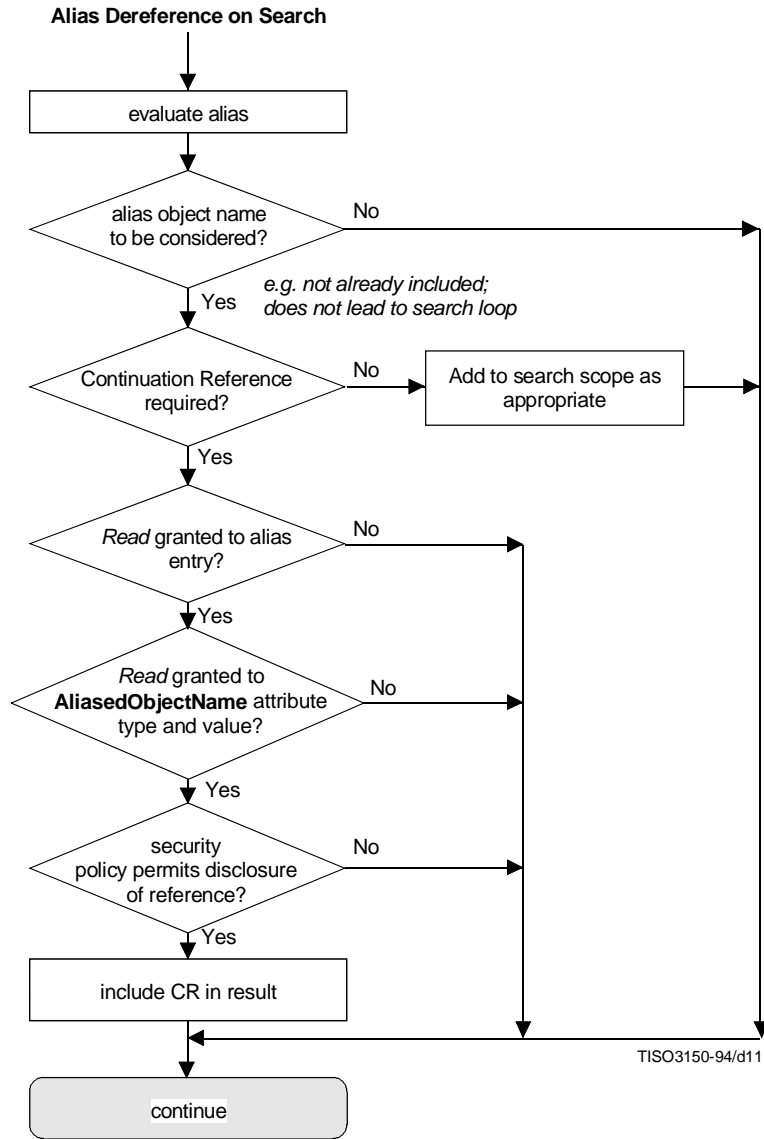 Alias Dereference on Search
evaluate alias
alias object name
to be considered?
No
Yes
e.g. not already included;
does not lead to search loop
Continuation Reference
required?
No
Add to search scope as
appropriate
Yes
Read granted to alias
entry?
No
Yes
Read granted to
AliasedObjectName attribute
type and value?
No
Yes
security
policy permits disclosure
of reference?
No
Yes
include CR in result
TISO3150-94/d11
continue